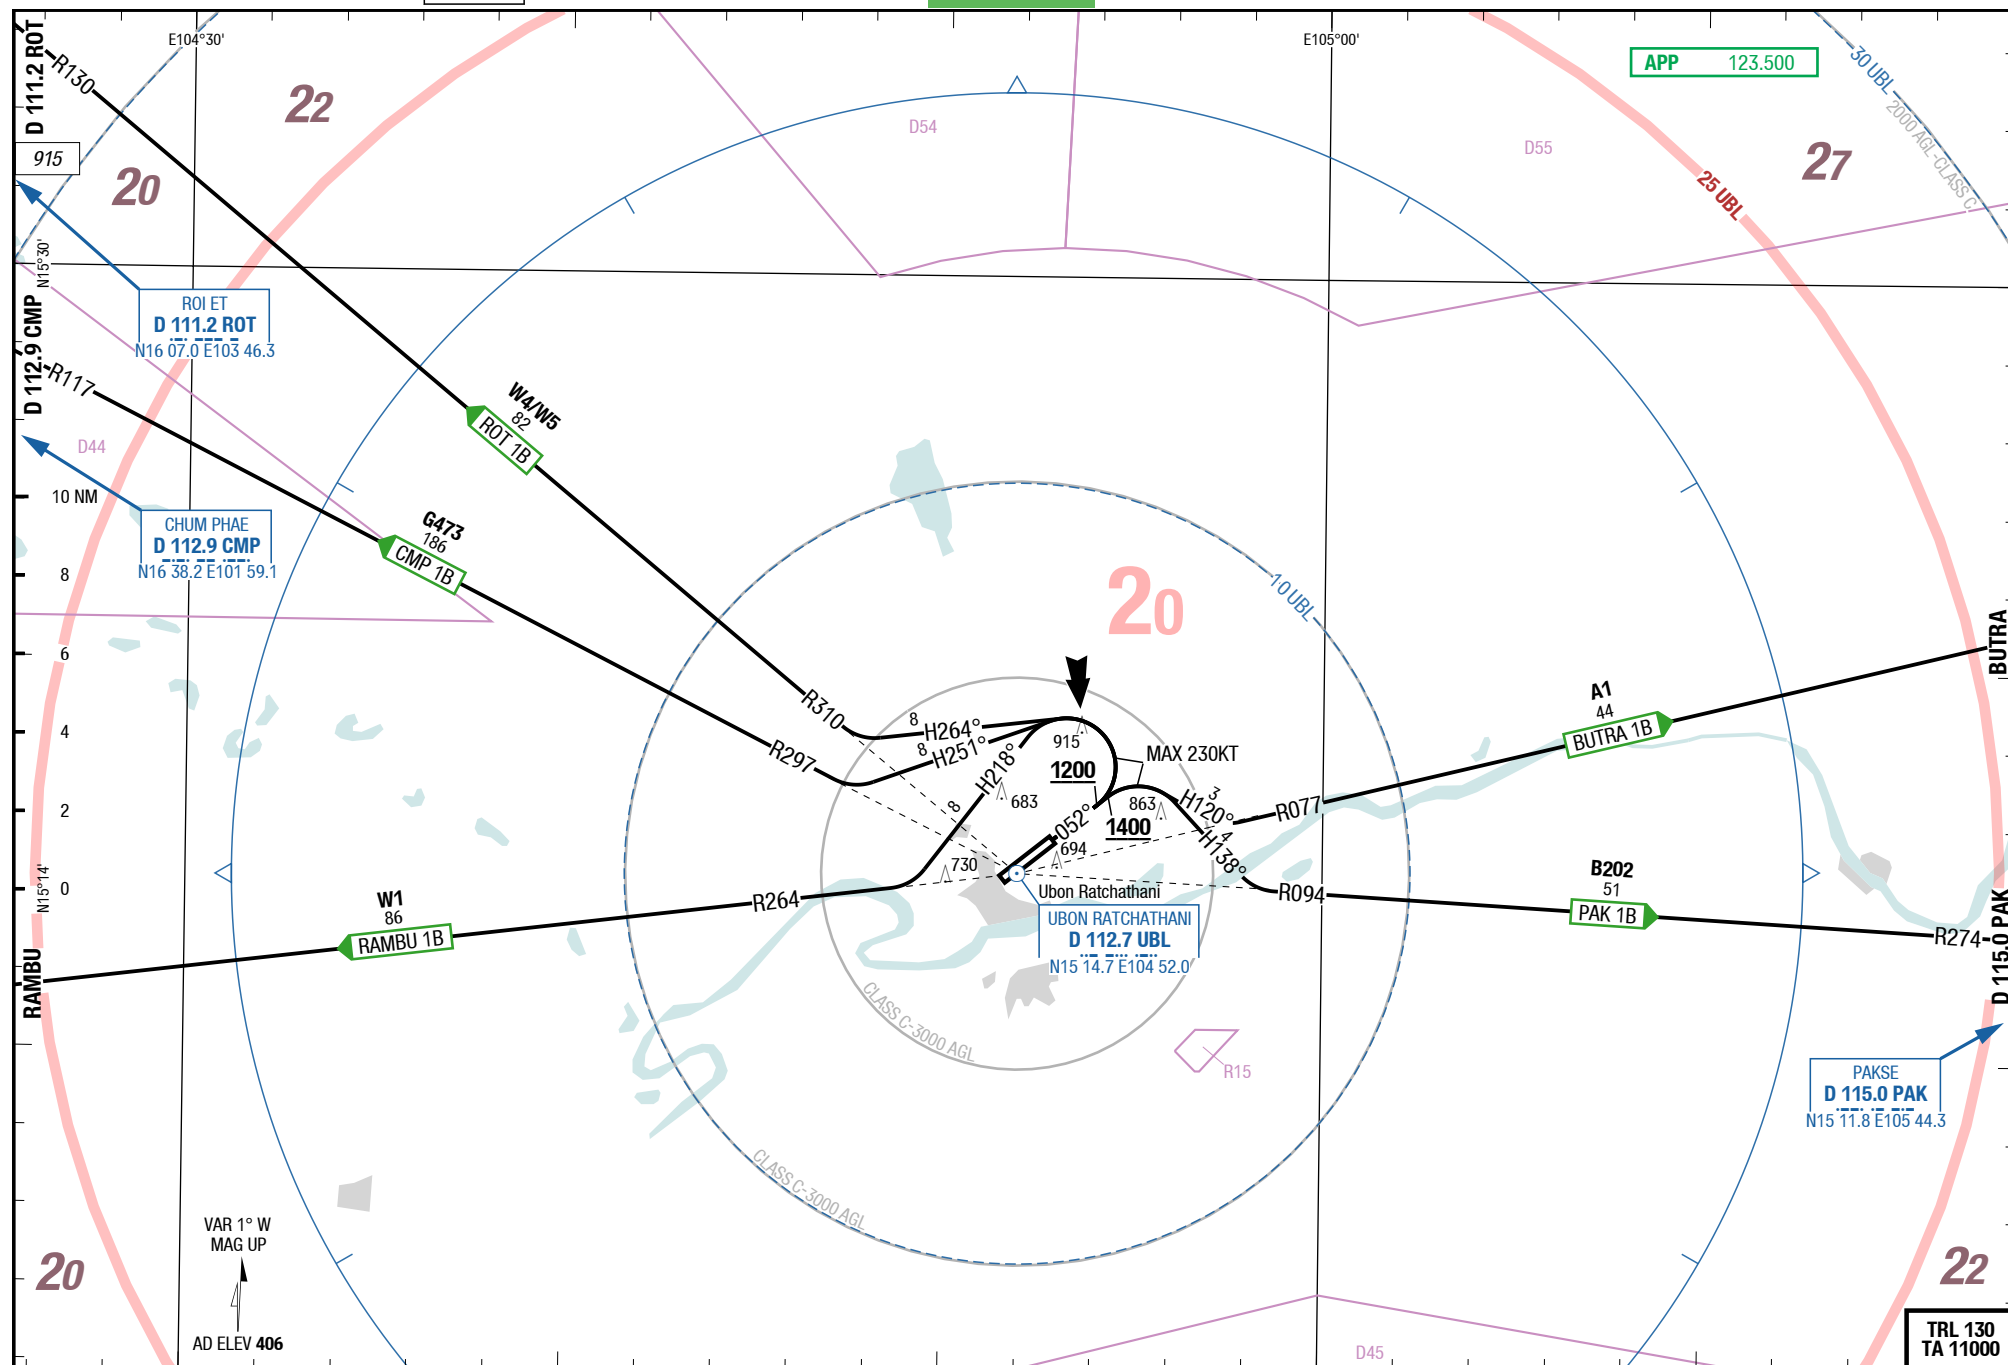 E104°30'
E105°00'
APP 123.500
30 UBL
2000 AGL-CLASS C
D 111.2 ROT
R130
22
D54
D55
27
915
20
25 UBL
N15°30'
ROI ET
D 111.2 ROT
N16 07.0 E103 46.3
D 112.9 CMP
R117
D44
W4/W5
82
ROT 1B
10 NM
G473
186
CMP 1B
CHUM PHAE
D 112.9 CMP
N16 38.2 E101 59.1
8
6
4
2
0
N15°14'
20
10 UBL
BUTRA
R310
R297
8
H264°
8
H251°
H218°
8
915
1200
MAX 230KT
683
863
1400
052°
694
730
3
H120°
4
H138°
R077
A1
44
BUTRA 1B
R094
B202
51
PAK 1B
R274
D 115.0 PAK
W1
86
RAMBU 1B
R264
RAMBU
Ubon Ratchathani
UBON RATCHATHANI
D 112.7 UBL
N15 14.7 E104 52.0
CLASS C-3000 AGL
R15
CLASS C-3000 AGL
PAKSE
D 115.0 PAK
N15 11.8 E105 44.3
VAR 1° W
MAG UP
AD ELEV 406
20
22
D45
TRL 130
TA 11000